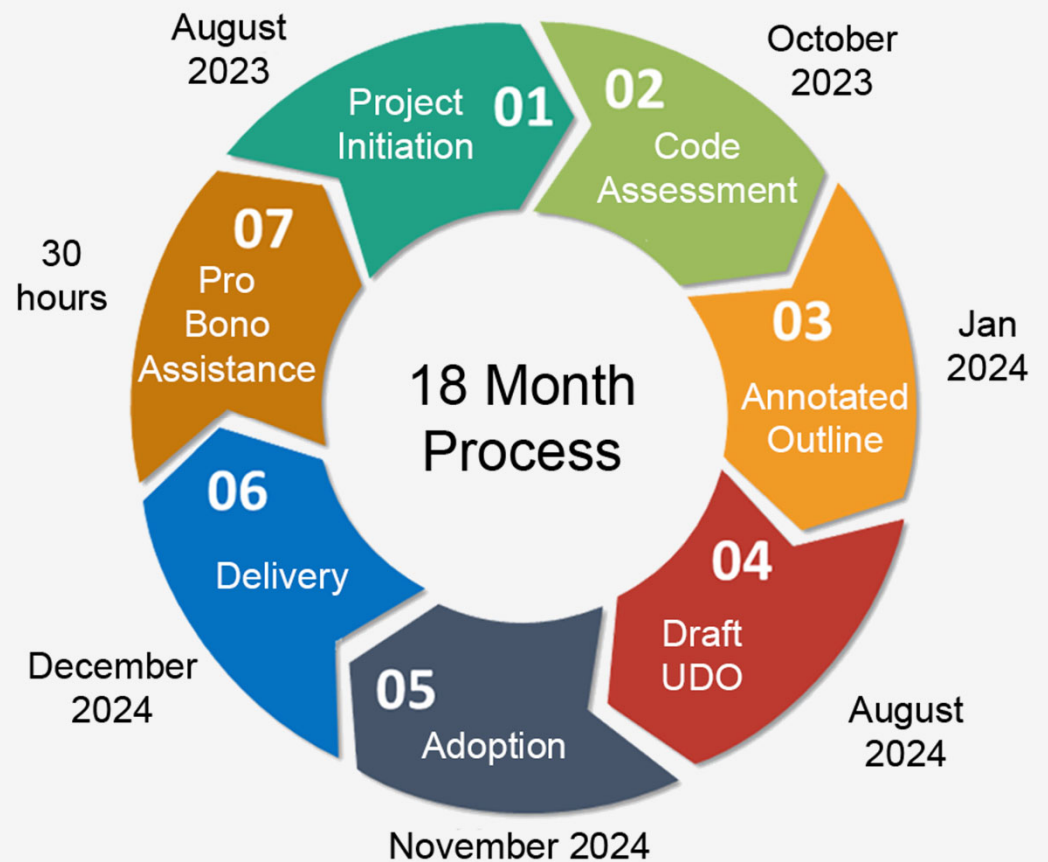 August
2023
Project
Initiation
01
02
Code
Assessment
October
2023
03
Annotated
Outline
Jan
2024
04
Draft
UDO
August
2024
05
Adoption
November 2024
06
Delivery
December
2024
07
Pro
Bono
Assistance
30
hours
18 Month
Process